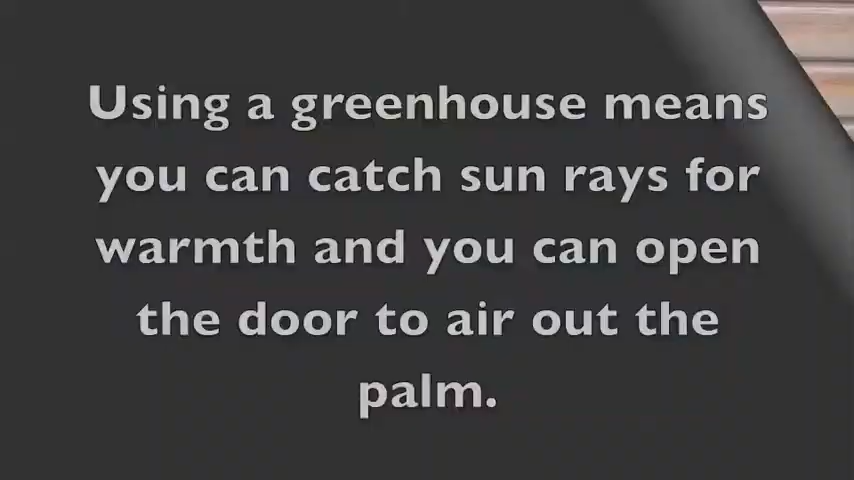 Using a greenhouse means
you can catch sun rays for
warmth and you can open
the door to air out the
palm.